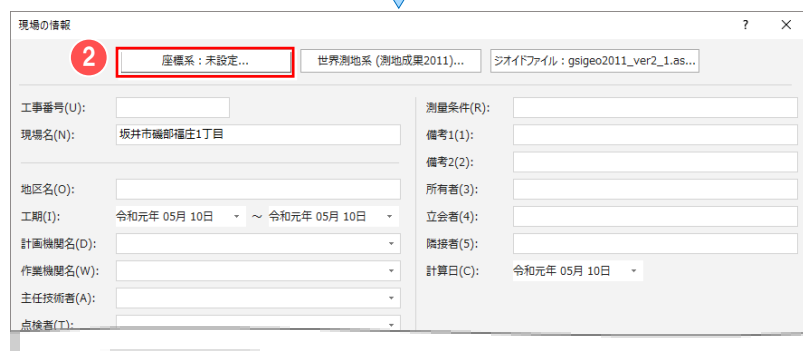 現場の情報 ? ×
2
座標系：未設定... 世界測地系 (測地成果2011)... ジオイドファイル：gsigeo2011_ver2_1.as...
工事番号(U):
現場名(N): 坂井市磯部福庄1丁目
地区名(O):
工期(I): 令和元年 05月 10日 ～ 令和元年 05月 10日
計画機関名(D):
作業機関名(W):
主任技術者(A):
点検者(T):
測量条件(R):
備考1(1):
備考2(2):
所有者(3):
立会者(4):
隣接者(5):
計算日(C): 令和元年 05月 10日